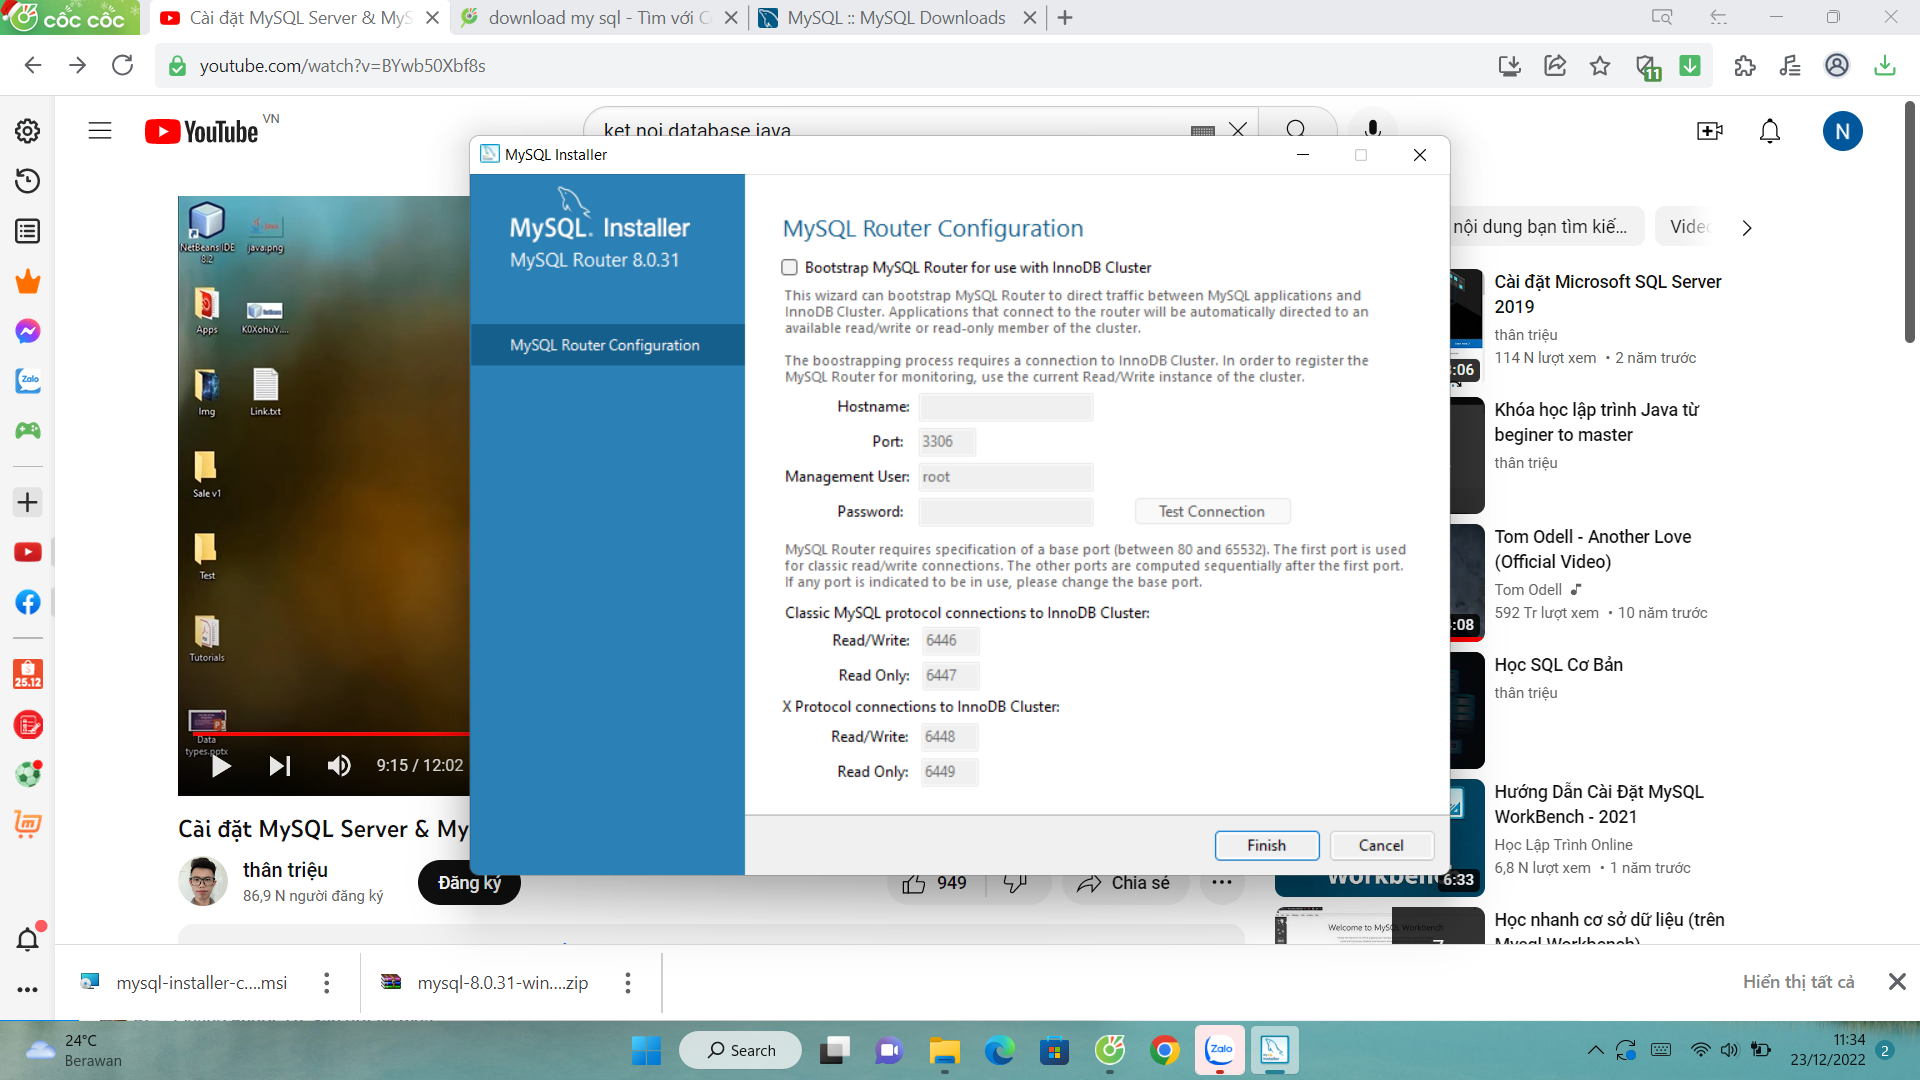 cốc cốc
Cài đặt MySQL Server & MyS
download my sql - Tìm với C
MySQL :: MySQL Downloads
youtube.com/watch?v=BYwb50Xbf8s
11
YouTube
VN
ket noi database java
N
MySQL Installer
MySQL. Installer
MySQL Router 8.0.31
MySQL Router Configuration
MySQL Router Configuration
Bootstrap MySQL Router for use with InnoDB Cluster
This wizard can bootstrap MySQL Router to direct traffic between MySQL applications and
InnoDB Cluster. Applications that connect to the router will be automatically directed to an
available read/write or read-only member of the cluster.
The boostrapping process requires a connection to InnoDB Cluster. In order to register the
MySQL Router for monitoring, use the current Read/Write instance of the cluster.
Hostname:
Port: 3306
Management User: root
Password:
Test Connection
MySQL Router requires specification of a base port (between 80 and 65532). The first port is used
for classic read/write connections. The other ports are computed sequentially after the first port.
If any port is indicated to be in use, please change the base port.
Classic MySQL protocol connections to InnoDB Cluster:
Read/Write: 6446
Read Only: 6447
X Protocol connections to InnoDB Cluster:
Read/Write: 6448
Read Only: 6449
Finish
Cancel
NetBeans IDE
8.2
java.png
Apps
K0XohuY....
Img
Link.txt
Sale v1
Test
Tutorials
Data
types.pptx
9:15 / 12:02
Cài đặt MySQL Server & My
thân triệu
86,9 N người đăng ký
Đăng ký
949
Chia sẻ
nội dung bạn tìm kiế...
Video
:06
Cài đặt Microsoft SQL Server
2019
thân triệu
114 N lượt xem • 2 năm trước
Khóa học lập trình Java từ
beginer to master
thân triệu
:08
Tom Odell - Another Love
(Official Video)
Tom Odell
592 Tr lượt xem • 10 năm trước
Học SQL Cơ Bản
thân triệu
WorkBench
6:33
Hướng Dẫn Cài Đặt MySQL
WorkBench - 2021
Học Lập Trình Online
6,8 N lượt xem • 1 năm trước
Welcome to MySQL Workbench
Học nhanh cơ sở dữ liệu (trên
Mysql Workbench)
Zalo
25.12
mysql-installer-c....msi
mysql-8.0.31-win....zip
Hiển thị tất cả
24°C
Berawan
Search
Zalo
11:34
23/12/2022
2